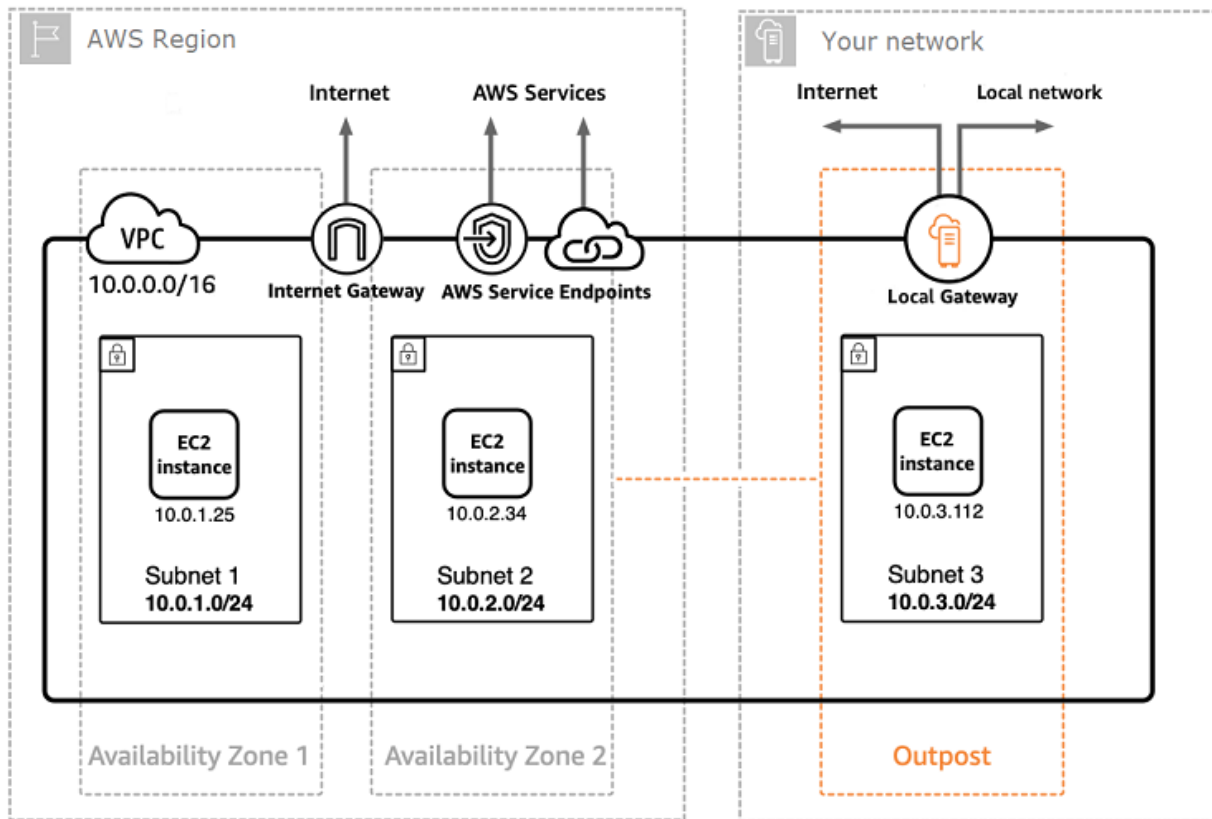 AWS Region
Your network
Internet
AWS Services
Internet
Local network
VPC
10.0.0.0/16
Internet Gateway
AWS Service Endpoints
Local Gateway
EC2
instance
10.0.1.25
Subnet 1
10.0.1.0/24
EC2
instance
10.0.2.34
Subnet 2
10.0.2.0/24
EC2
instance
10.0.3.112
Subnet 3
10.0.3.0/24
Availability Zone 1
Availability Zone 2
Outpost